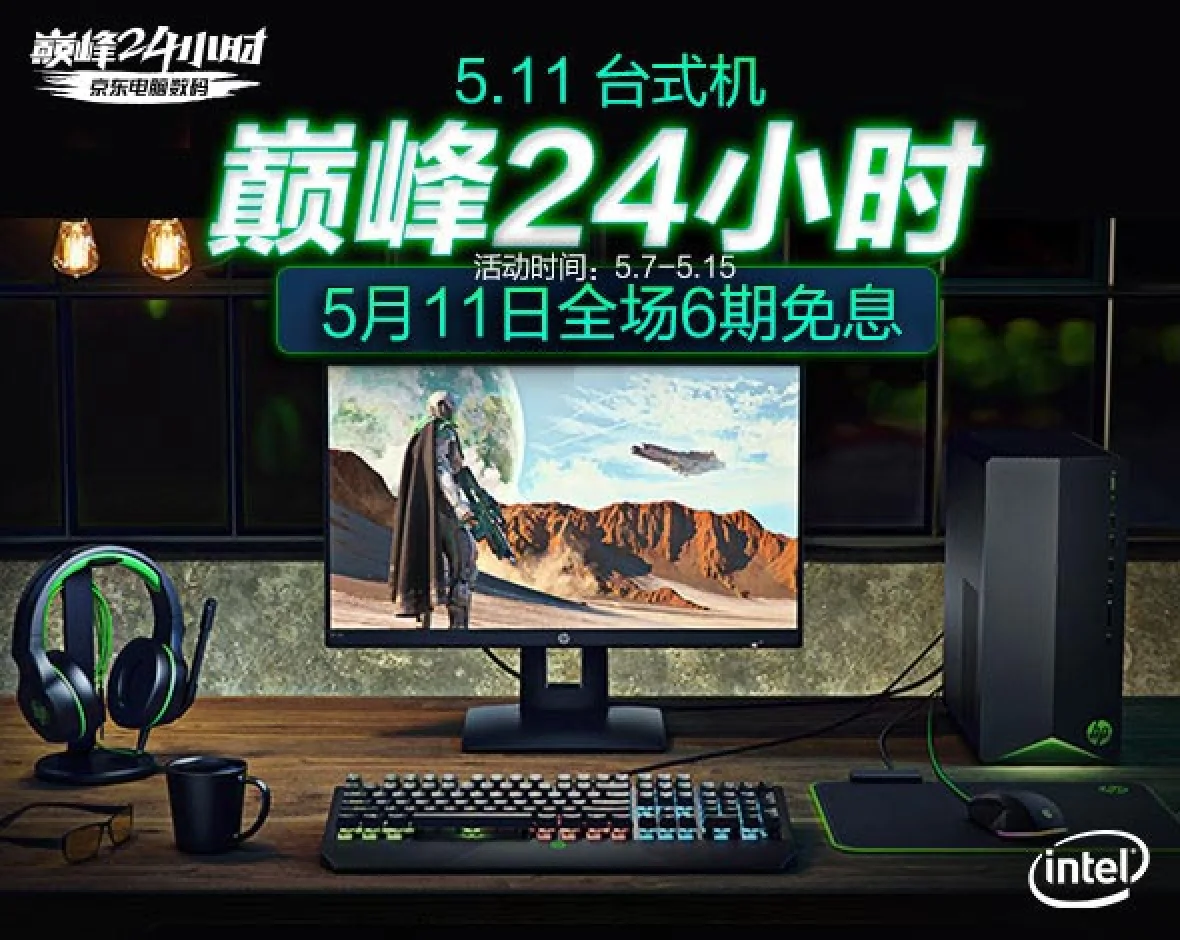 巅峰24小时
京东电脑数码
5.11 台式机
巅峰24小时
活动时间：5.7-5.15
5月11日全场6期免息
hp
hp
intel